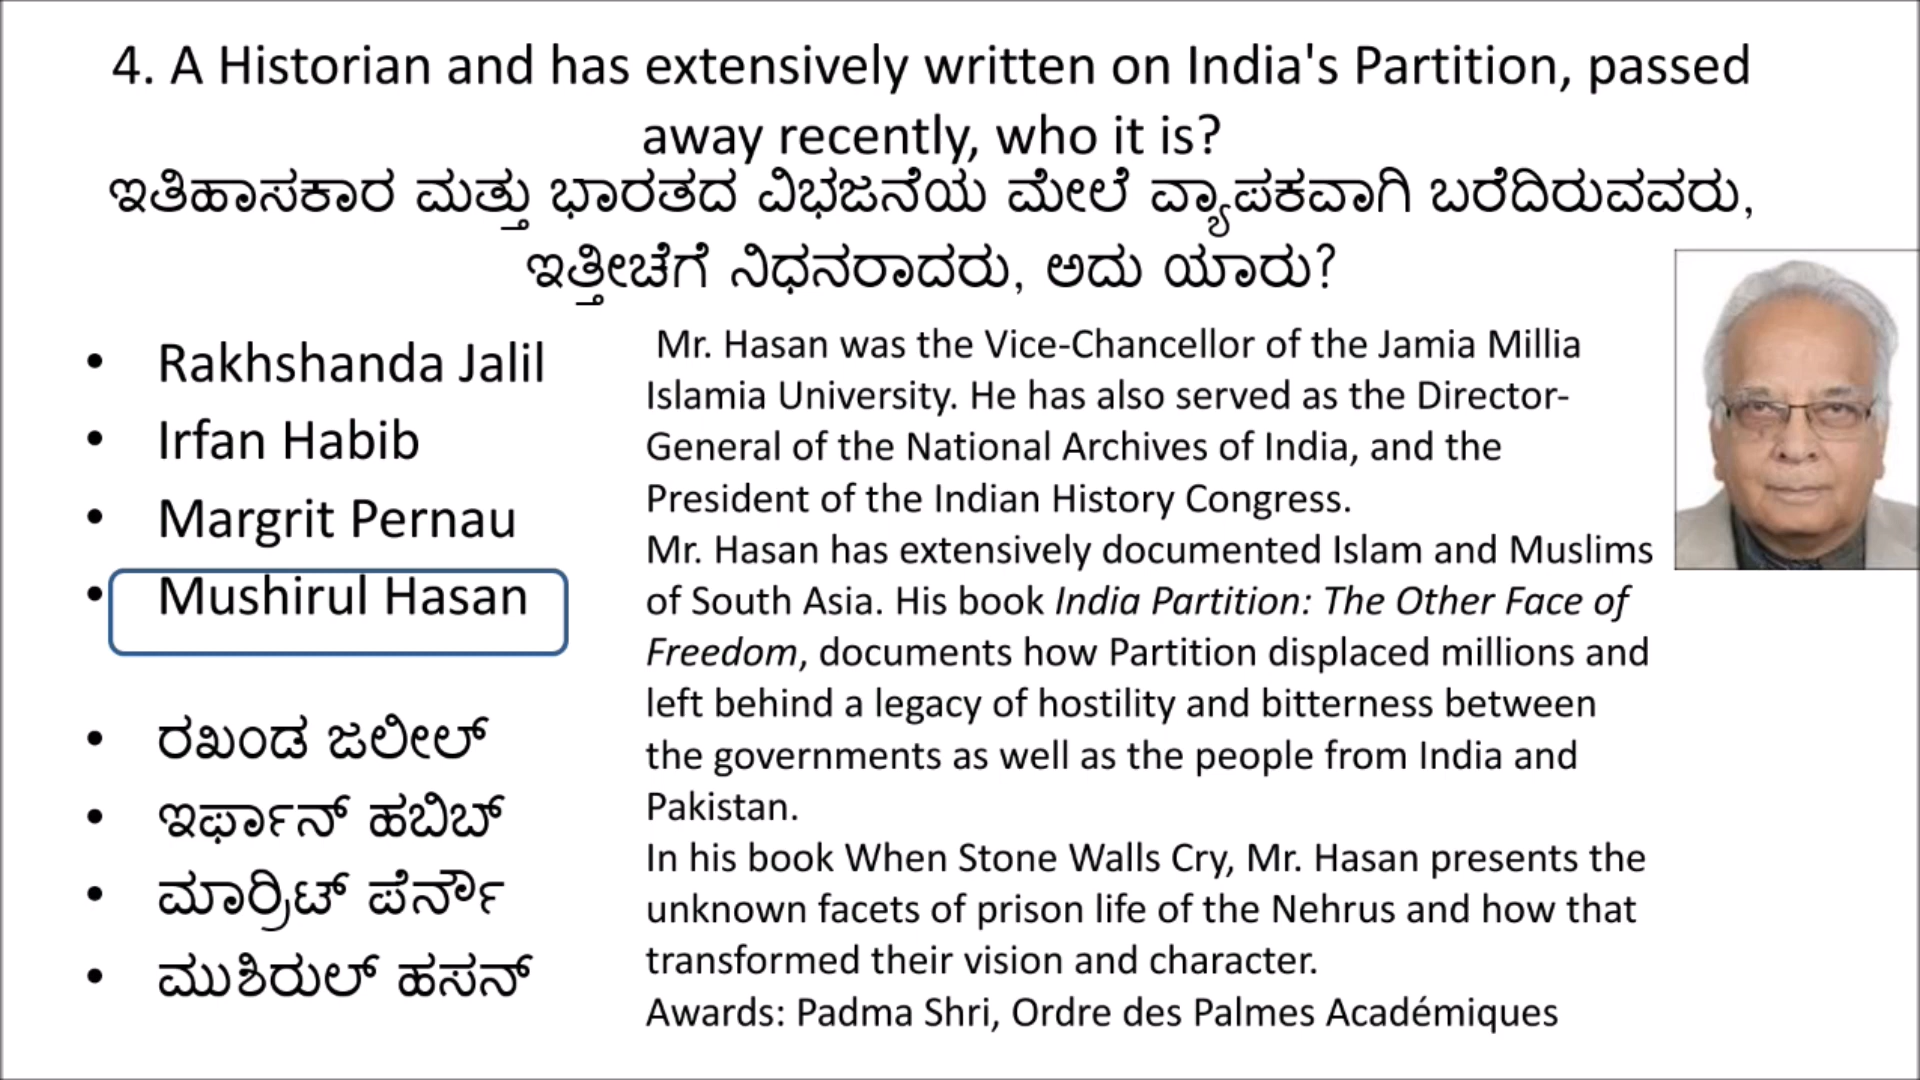 4. A Historian and has extensively written on India's Partition, passed
away recently, who it is?
ಇತಿಹಾಸಕಾರ ಮತ್ತು ಭಾರತದ ವಿಭಜನೆಯ ಮೇಲೆ ವ್ಯಾಪಕವಾಗಿ ಬರೆದಿರುವವರು,
ಇತ್ತೀಚೆಗೆ ನಿಧನರಾದರು, ಅದು ಯಾರು?
• Rakhshanda Jalil
• Irfan Habib
• Margrit Pernau
• Mushirul Hasan
• ರಖಂಡ ಜಲೀಲ್
• ಇರ್ಫಾನ್ ಹಬಿಬ್
• ಮಾರ್ರಿಟ್ ಪೆರ್ನೌ
• ಮುಶಿರುಲ್ ಹಸನ್
Mr. Hasan was the Vice-Chancellor of the Jamia Millia
Islamia University. He has also served as the Director-
General of the National Archives of India, and the
President of the Indian History Congress.
Mr. Hasan has extensively documented Islam and Muslims
of South Asia. His book India Partition: The Other Face of
Freedom, documents how Partition displaced millions and
left behind a legacy of hostility and bitterness between
the governments as well as the people from India and
Pakistan.
In his book When Stone Walls Cry, Mr. Hasan presents the
unknown facets of prison life of the Nehrus and how that
transformed their vision and character.
Awards: Padma Shri, Ordre des Palmes Académiques